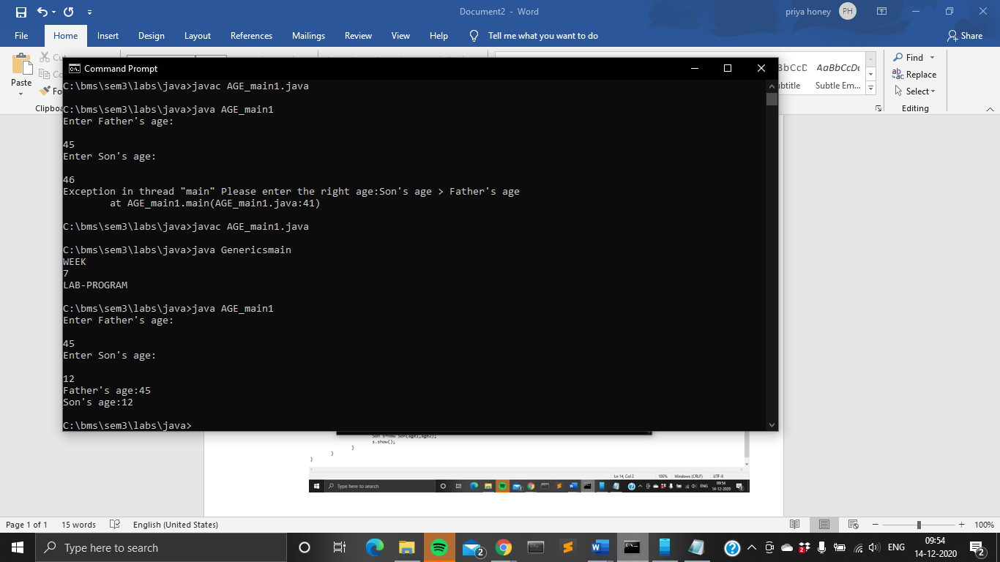 Document2 - Word
priya honey
PH
File
Home
Insert
Design
Layout
References
Mailings
Review
View
Help
Tell me what you want to do
Share
Paste
Find
Replace
Select
Editing
AaBbCcDc
Subtle Em...
Command Prompt
C:\bms\sem3\labs\java>javac AGE_main1.java
C:\bms\sem3\labs\java>java AGE_main1
Enter Father's age:
45
Enter Son's age:
46
Exception in thread "main" Please enter the right age:Son's age > Father's age
at AGE_main1.main(AGE_main1.java:41)
C:\bms\sem3\labs\java>javac AGE_main1.java
C:\bms\sem3\labs\java>java Genericsmain
WEEK
7
LAB-PROGRAM
C:\bms\sem3\labs\java>java AGE_main1
Enter Father's age:
45
Enter Son's age:
12
Father's age:45
Son's age:12
C:\bms\sem3\labs\java>
Son s=new Son(age1,age2);
s.show();
}
}
}
Ln 14, Col 2 100% Windows (CRLF) UTF-8
Type here to search
ENG
09:54
14-12-2020
Page 1 of 1 15 words English (United States)
100%
Type here to search
2
2
ENG
09:54
14-12-2020
2